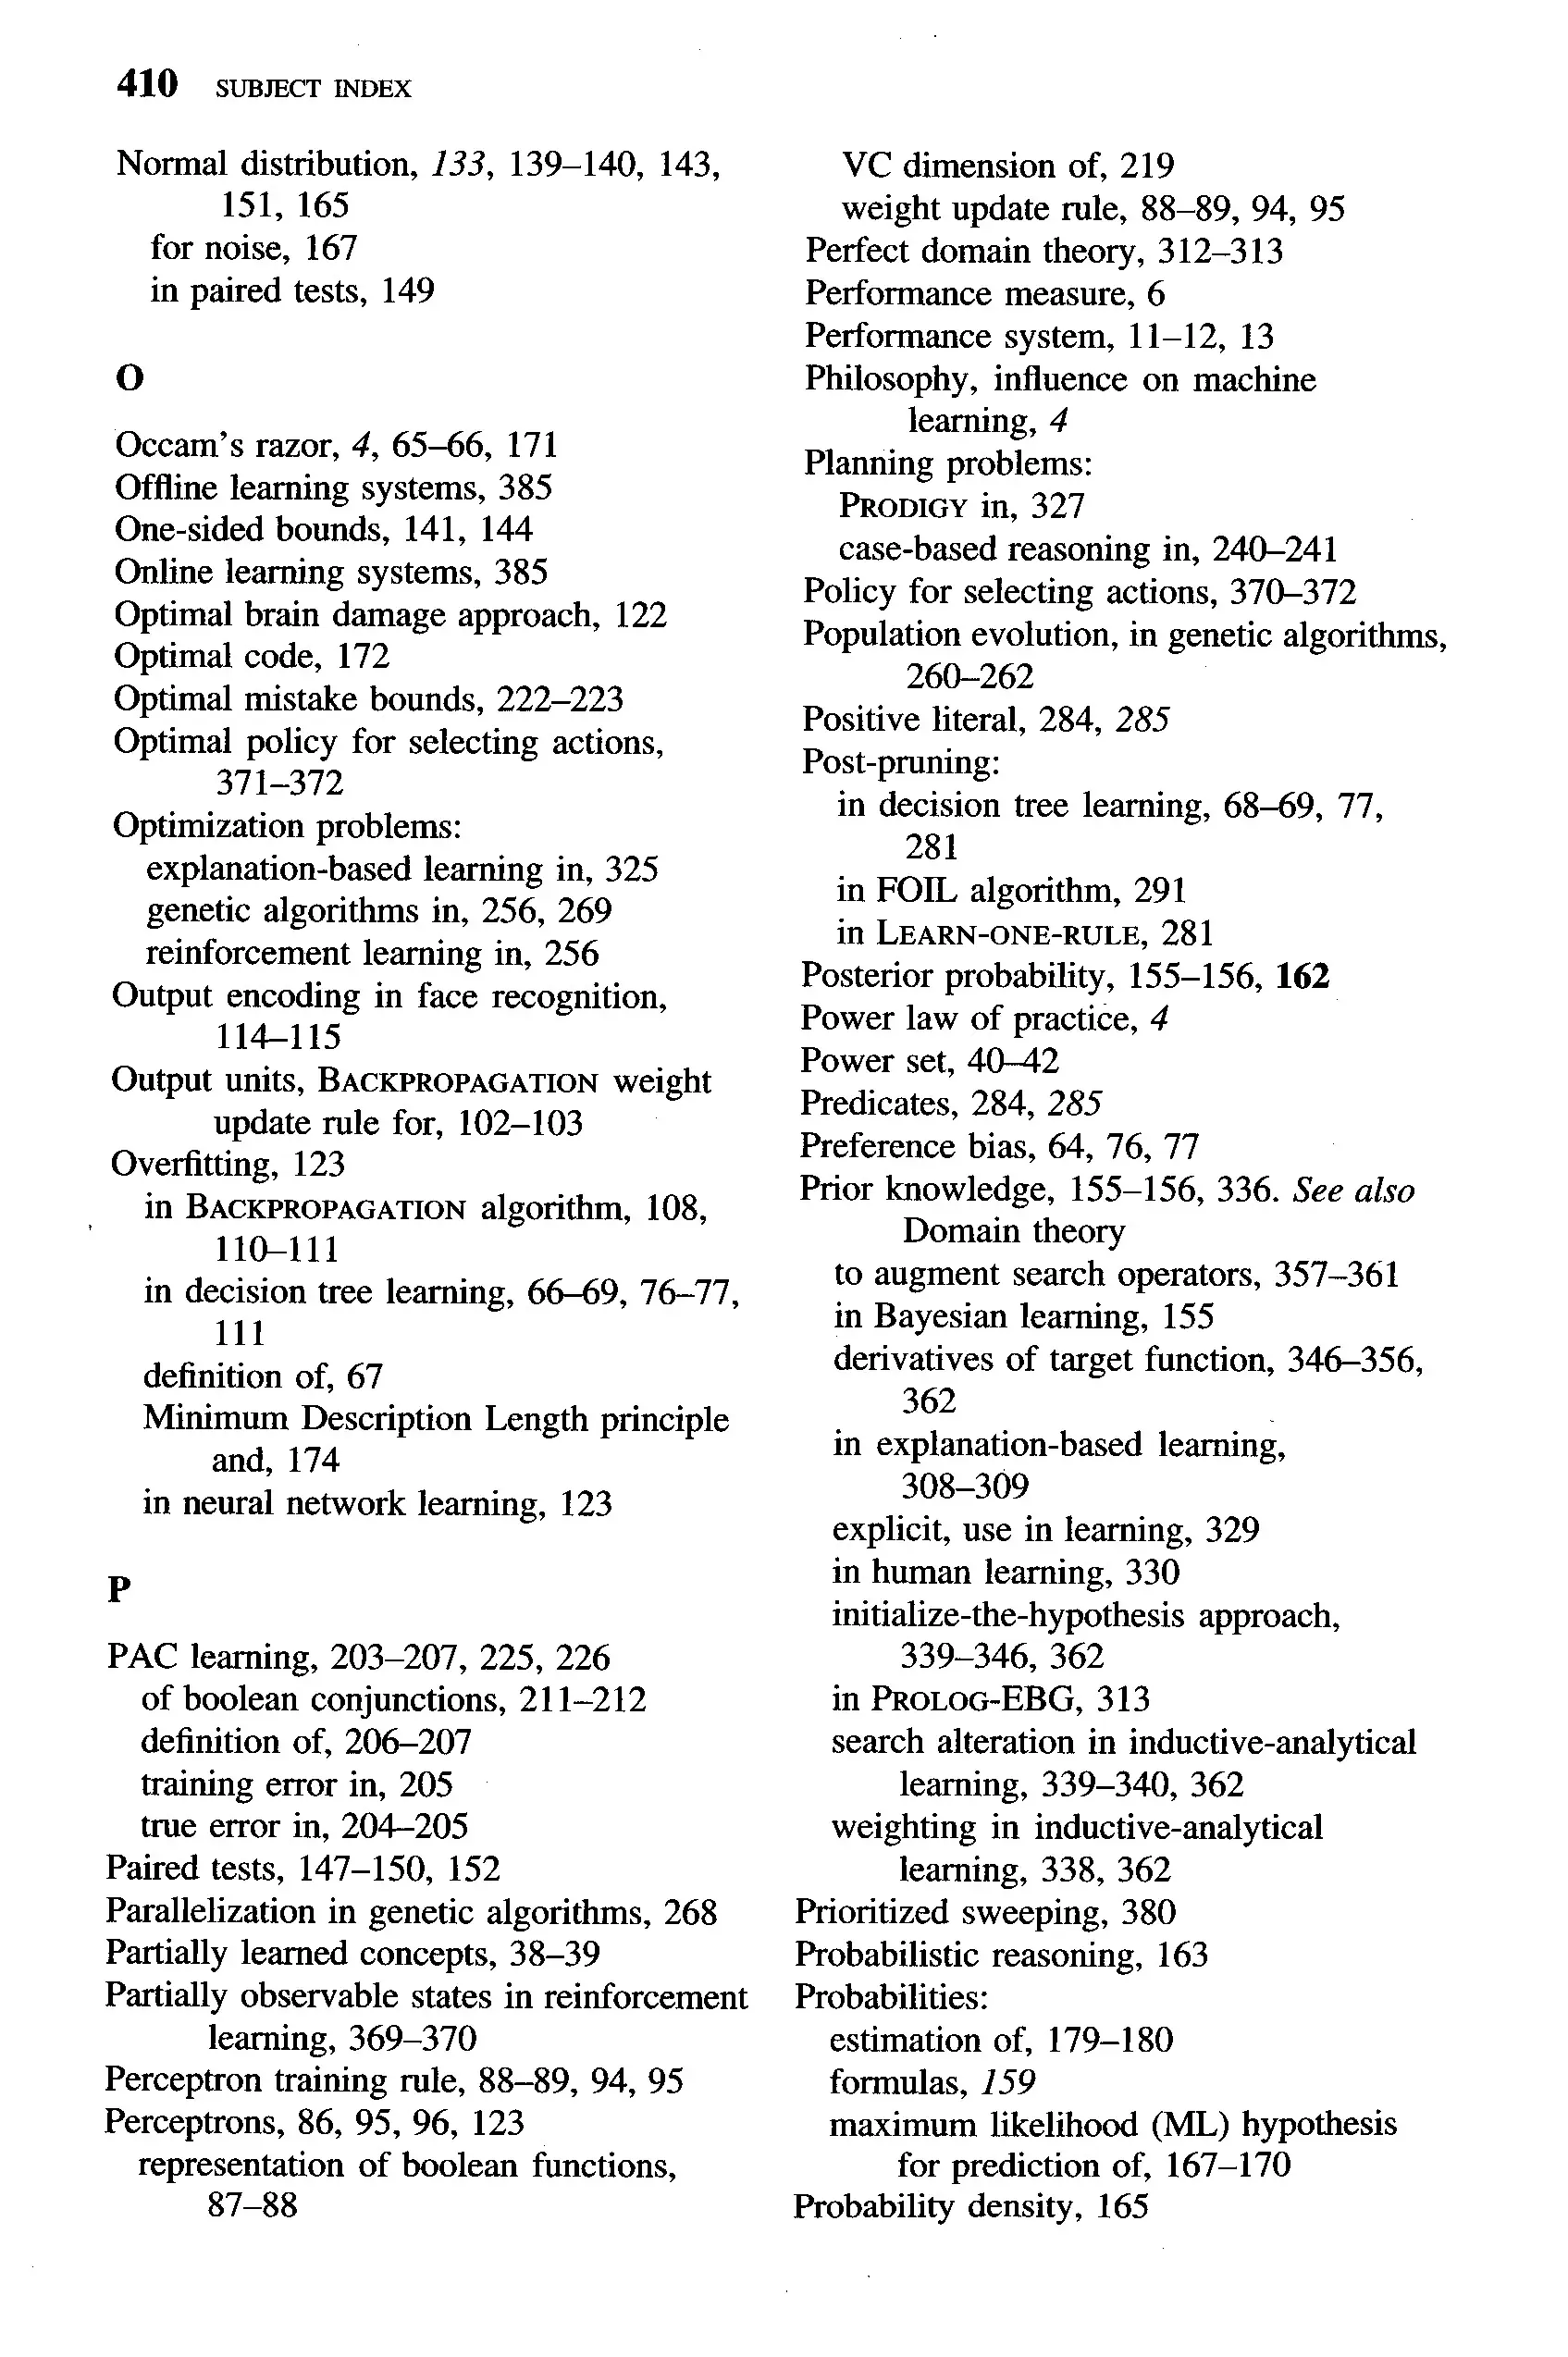 410 SUBJECT INDEX
Normal distribution, 133, 139–140, 143,
151, 165
for noise, 167
in paired tests, 149
O
Occam's razor, 4, 65–66, 171
Offline learning systems, 385
One-sided bounds, 141, 144
Online learning systems, 385
Optimal brain damage approach, 122
Optimal code, 172
Optimal mistake bounds, 222–223
Optimal policy for selecting actions,
371–372
Optimization problems:
explanation-based learning in, 325
genetic algorithms in, 256, 269
reinforcement learning in, 256
Output encoding in face recognition,
114–115
Output units, BACKPROPAGATION weight
update rule for, 102–103
Overfitting, 123
in BACKPROPAGATION algorithm, 108,
110–111
in decision tree learning, 66–69, 76–77,
111
definition of, 67
Minimum Description Length principle
and, 174
in neural network learning, 123
P
PAC learning, 203–207, 225, 226
of boolean conjunctions, 211–212
definition of, 206–207
training error in, 205
true error in, 204–205
Paired tests, 147–150, 152
Parallelization in genetic algorithms, 268
Partially learned concepts, 38–39
Partially observable states in reinforcement
learning, 369–370
Perceptron training rule, 88–89, 94, 95
Perceptrons, 86, 95, 96, 123
representation of boolean functions,
87–88
VC dimension of, 219
weight update rule, 88–89, 94, 95
Perfect domain theory, 312–313
Performance measure, 6
Performance system, 11–12, 13
Philosophy, influence on machine
learning, 4
Planning problems:
PRODIGY in, 327
case-based reasoning in, 240–241
Policy for selecting actions, 370–372
Population evolution, in genetic algorithms,
260–262
Positive literal, 284, 285
Post-pruning:
in decision tree learning, 68–69, 77,
281
in FOIL algorithm, 291
in LEARN-ONE-RULE, 281
Posterior probability, 155–156, 162
Power law of practice, 4
Power set, 40–42
Predicates, 284, 285
Preference bias, 64, 76, 77
Prior knowledge, 155–156, 336. See also
Domain theory
to augment search operators, 357–361
in Bayesian learning, 155
derivatives of target function, 346–356,
362
in explanation-based learning,
308–309
explicit, use in learning, 329
in human learning, 330
initialize-the-hypothesis approach,
339–346, 362
in PROLOG-EBG, 313
search alteration in inductive-analytical
learning, 339–340, 362
weighting in inductive-analytical
learning, 338, 362
Prioritized sweeping, 380
Probabilistic reasoning, 163
Probabilities:
estimation of, 179–180
formulas, 159
maximum likelihood (ML) hypothesis
for prediction of, 167–170
Probability density, 165